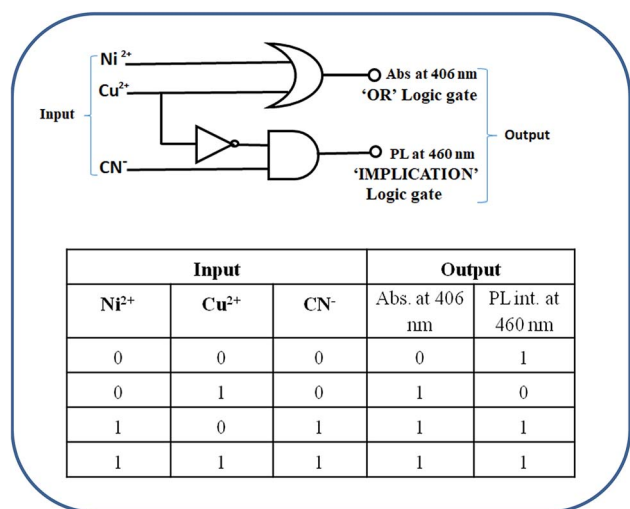 Ni 2+
Cu2+
Input
CN-
Abs at 406 nm
‘OR’ Logic gate
Output
PL at 460 nm
‘IMPLICATION’
Logic gate
Input Output
Ni2+ Cu2+ CN- Abs. at 406 nm PL int. at 460 nm
0 0 0 0 1
0 1 0 1 0
1 0 1 1 1
1 1 1 1 1